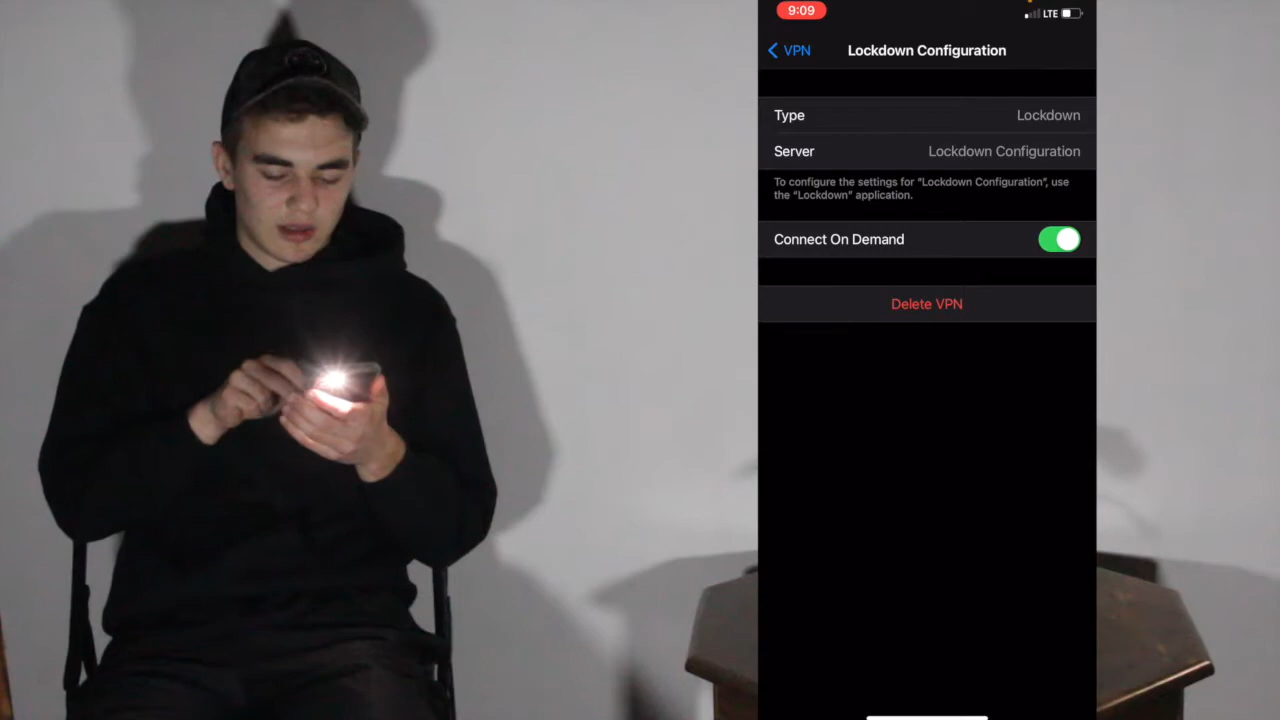 9:09
LTE
VPN
Lockdown Configuration
Type
Lockdown
Server
Lockdown Configuration
To configure the settings for "Lockdown Configuration", use
the "Lockdown" application.
Connect On Demand
Delete VPN